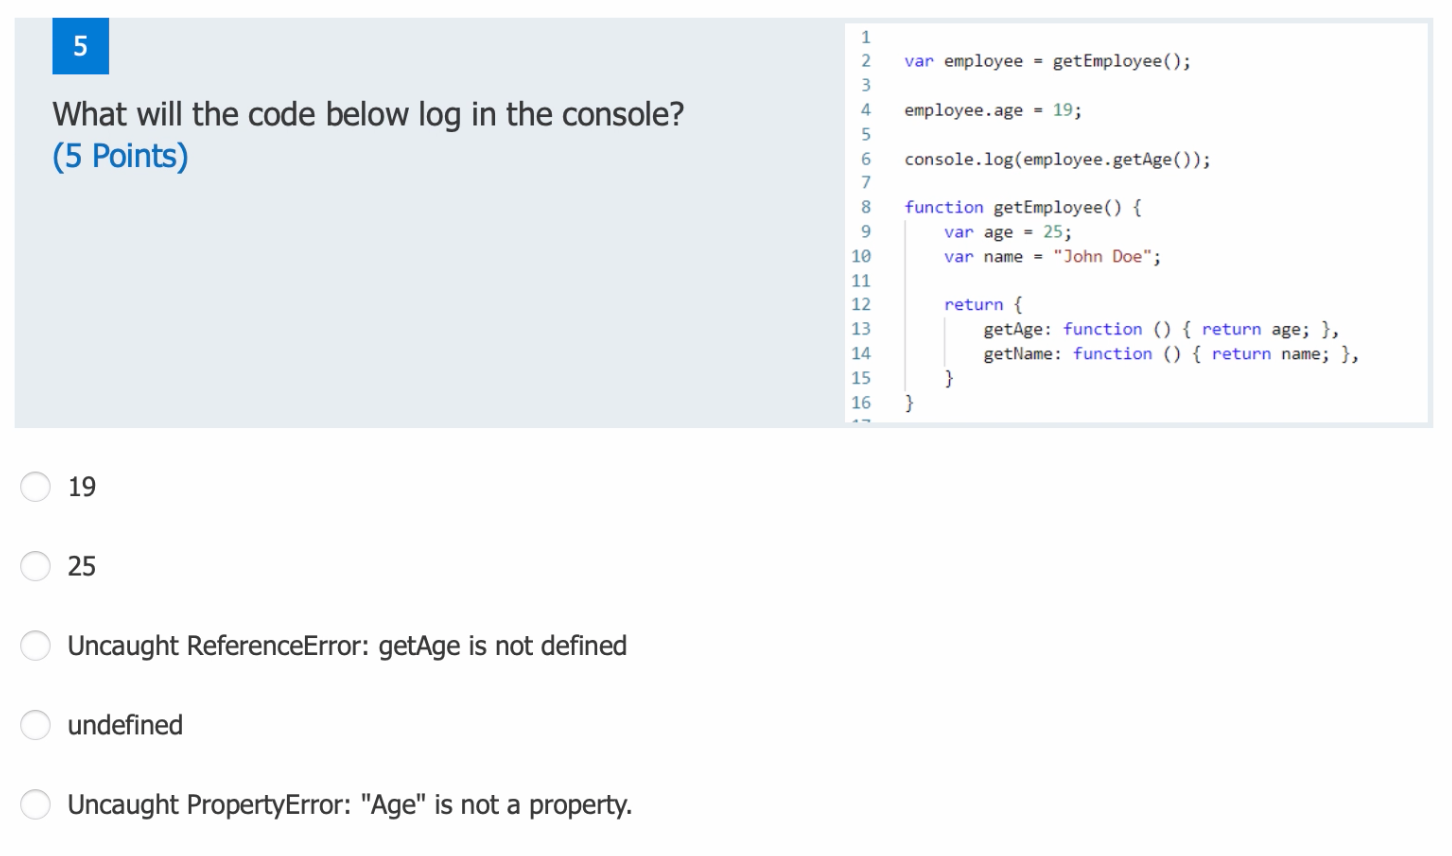 5
What will the code below log in the console?
(5 Points)
1
2 var employee = getEmployee();
3
4 employee.age = 19;
5
6 console.log(employee.getAge());
7
8 function getEmployee() {
9 var age = 25;
10 var name = "John Doe";
11
12 return {
13 getAge: function () { return age; },
14 getName: function () { return name; },
15 }
16 }
19
25
Uncaught ReferenceError: getAge is not defined
undefined
Uncaught PropertyError: "Age" is not a property.